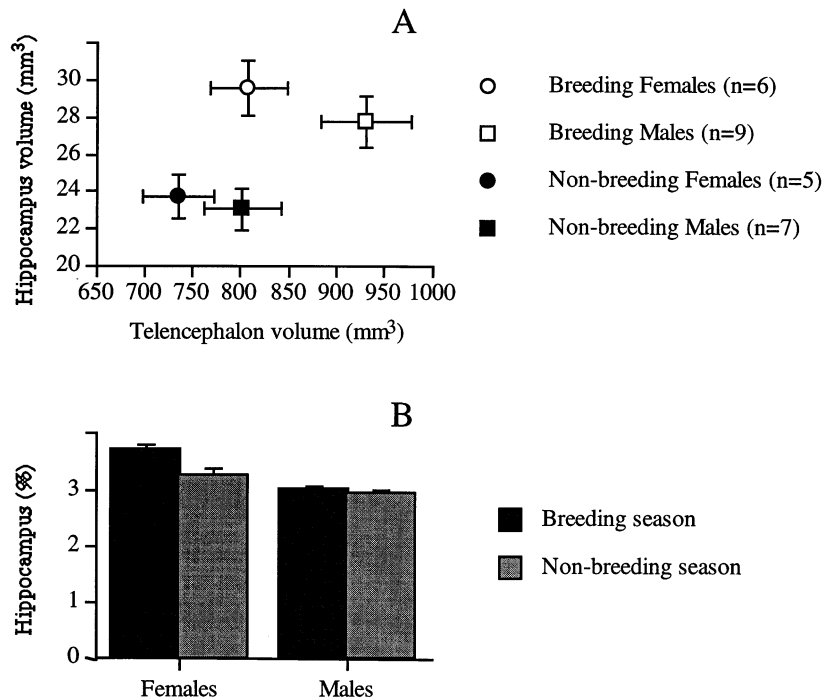 A
Hippocampus volume (mm³)
30
28
26
24
22
20
650 700 750 800 850 900 950 1000
Telencephalon volume (mm³)
Breeding Females (n=6)
Breeding Males (n=9)
Non-breeding Females (n=5)
Non-breeding Males (n=7)
B
Hippocampus (%)
3
2
1
0
Females Males
Breeding season
Non-breeding season